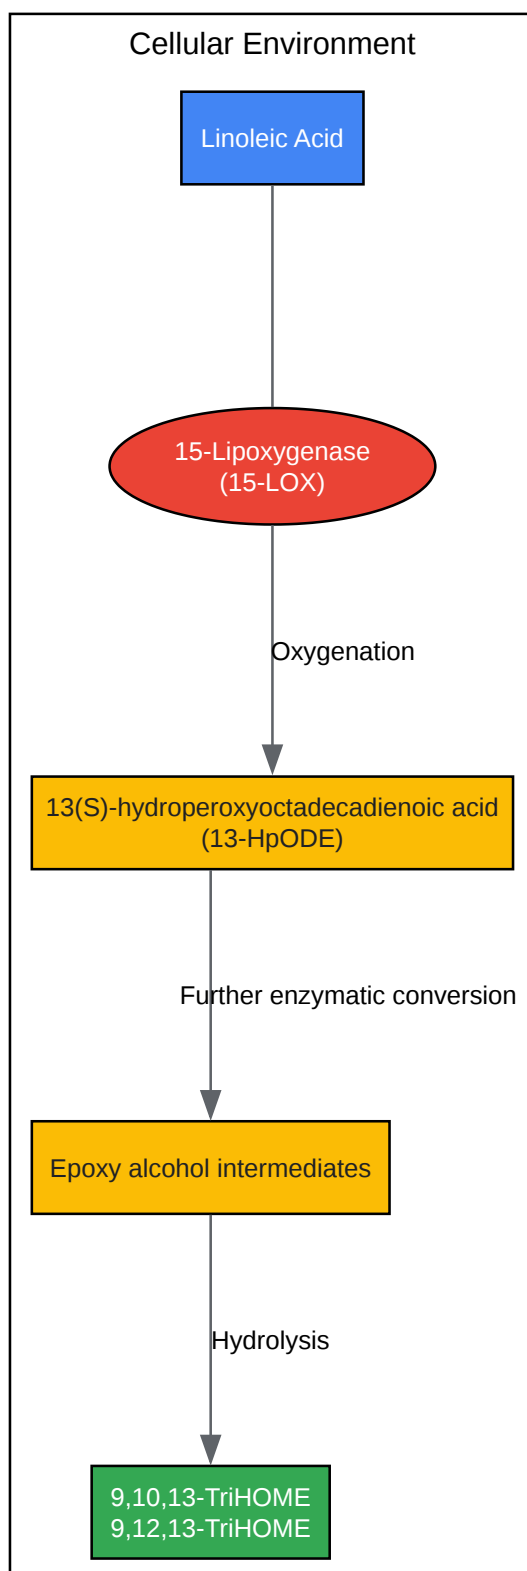 Cellular Environment
Linoleic Acid
15-Lipoxygenase
(15-LOX)
Oxygenation
13(S)-hydroperoxyoctadecadienoic acid
(13-HpODE)
Further enzymatic conversion
Epoxy alcohol intermediates
Hydrolysis
9,10,13-TriHOME
9,12,13-TriHOME